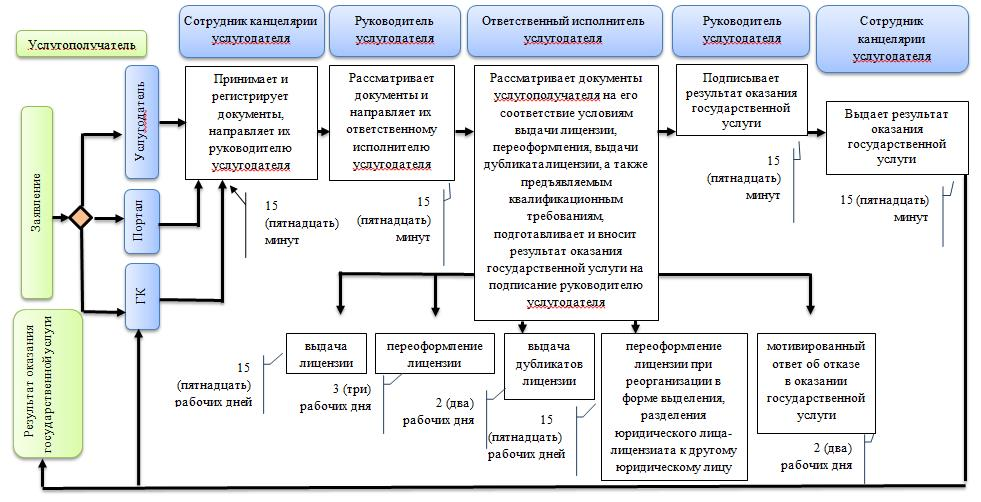 Услугополучатель
Сотрудник канцелярии
услугодателя
Руководитель
услугодателя
Ответственный исполнитель
услугодателя
Руководитель
услугодателя
Сотрудник
канцелярии
услугодателя
Заявление
Услугодатель
Портал
ГК
Результат оказания
государственной услуги
Принимает и
регистрирует
документы,
направляет их
руководителю
услугодателя
15
(пятнадцать)
минут
Рассматривает
документы и
направляет их
ответственному
исполнителю
услугодателя
15
(пятнадцать)
минут
Рассматривает документы
услугополучателя на его
соответствие условиям
выдачи лицензии,
переоформления, выдачи
дубликата лицензии, а также
предъявляемым
квалификационным
требованиям,
подготавливает и вносит
результат оказания
государственной услуги на
подписание руководителю
услугодателя
Подписывает
результат оказания
государственной
услуги
15
(пятнадцать)
минут
Выдает результат
оказания
государственной
услуги
15 (пятнадцать)
минут
выдача
лицензии
15
(пятнадцать)
рабочих дней
переоформление
лицензии
3 (три)
рабочих дня
выдача
дубликатов
лицензии
2 (два)
рабочих дня
переоформление
лицензии при
реорганизации в
форме выделения,
разделения
юридического лица-
лицензиата к другому
юридическому лицу
15
(пятнадцать)
рабочих дней
мотивированный
ответ об отказе
в оказании
государственной
услуги
2 (два)
рабочих дня